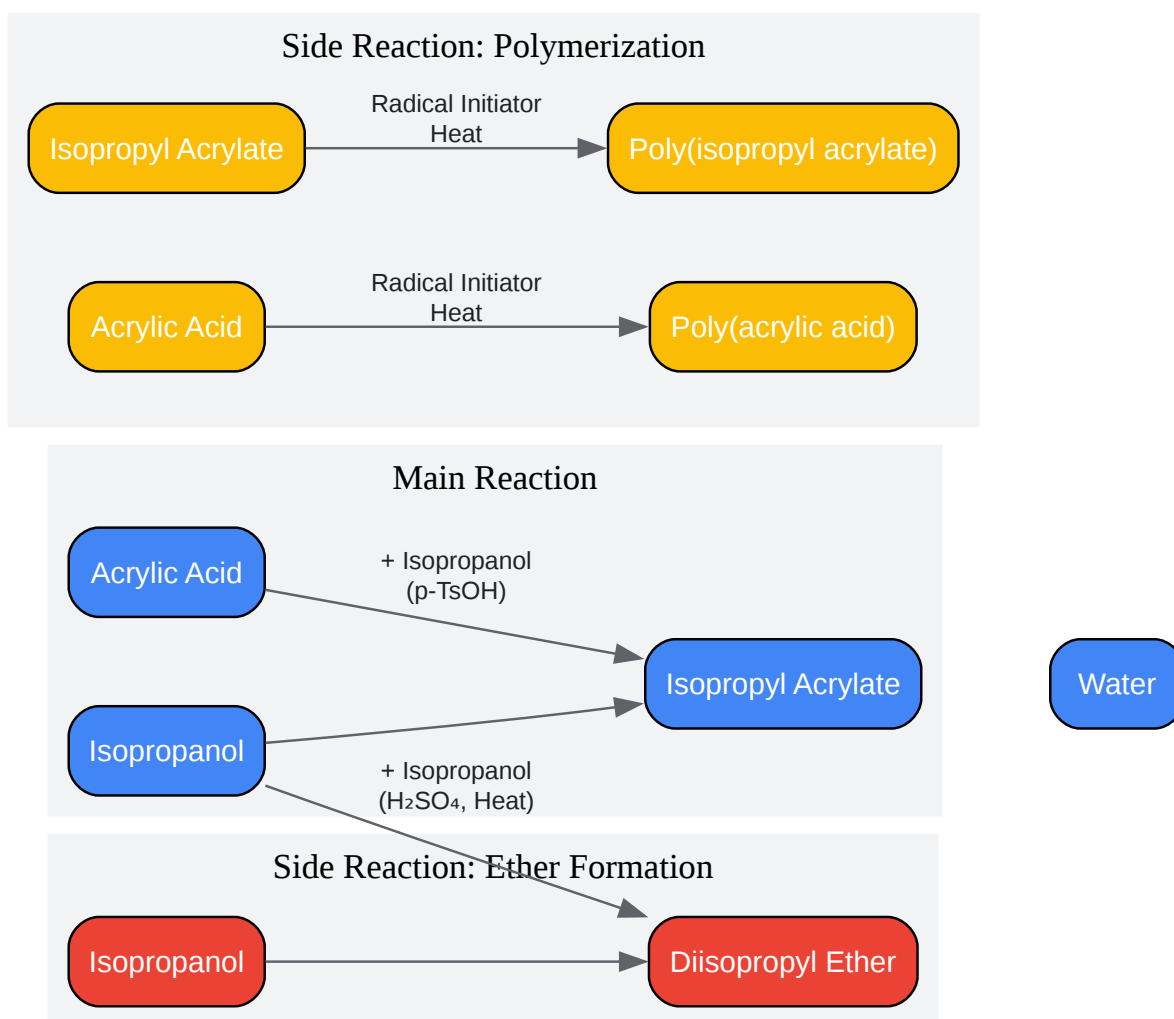 Side Reaction: Polymerization
Radical Initiator
Heat
Isopropyl Acrylate
Poly(isopropyl acrylate)
Radical Initiator
Heat
Acrylic Acid
Poly(acrylic acid)
Main Reaction
+ Isopropanol
(p-TsOH)
Acrylic Acid
Isopropyl Acrylate
Water
Isopropanol
+ Isopropanol
(H₂SO₄, Heat)
Side Reaction: Ether Formation
Isopropanol
Diisopropyl Ether